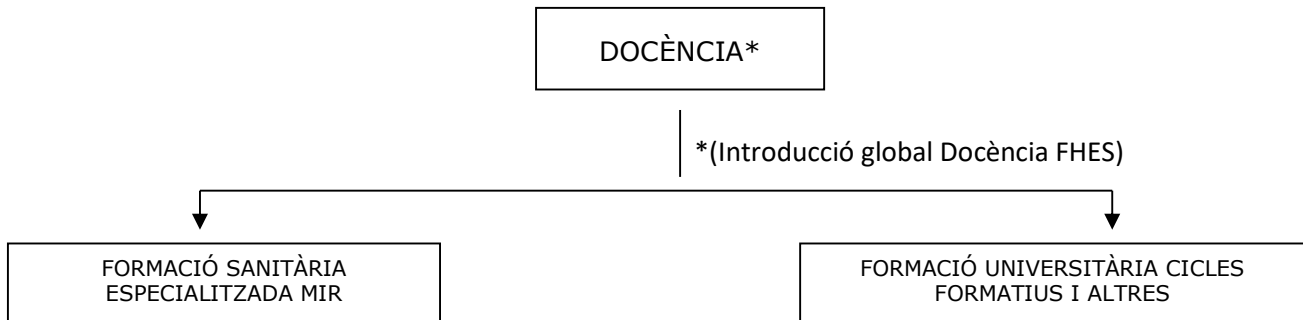 DOCÈNCIA*
*(Introducció global Docència FHES)
FORMACIÓ SANITÀRIA
ESPECIALITZADA MIR
FORMACIÓ UNIVERSITÀRIA CICLES
FORMATIUS I ALTRES